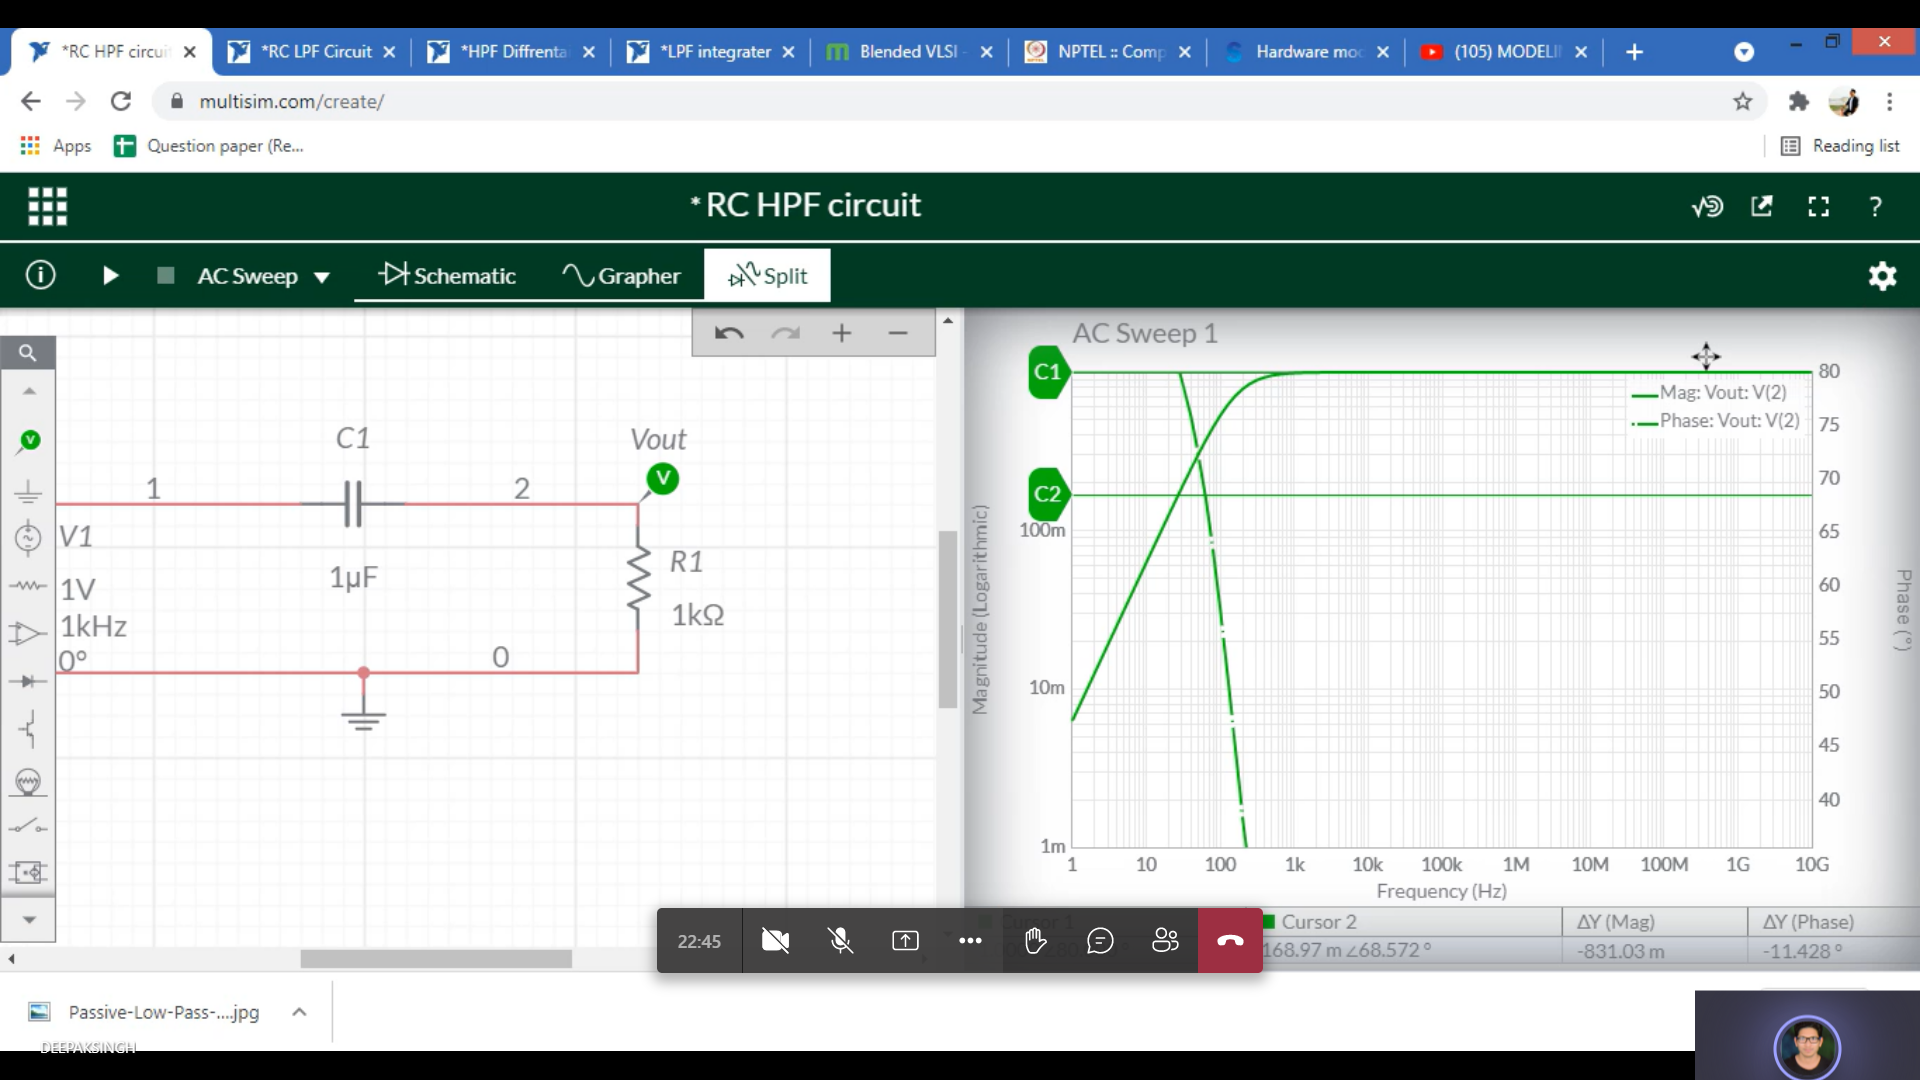 *RC HPF circuit
*RC LPF Circuit
*HPF Diffrenta
*LPF integrater
Blended VLSI -
NPTEL :: Comp
Hardware mo
(105) MODELI
multisim.com/create/
Apps
Question paper (Re...
Reading list
* RC HPF circuit
?
AC Sweep
Schematic
Grapher
Split
AC Sweep 1
C1
C2
Mag: Vout: V(2)
Phase: Vout: V(2)
Magnitude (Logarithmic)
100m
10m
1m
80
75
70
65
60
55
50
45
40
Phase (°)
1 10 100 1k 10k 100k 1M 10M 100M 1G 10G
Frequency (Hz)
C1
Vout
V
V
1
2
V1
1V
1kHz
0°
1µF
R1
1kΩ
0
Cursor 1
Cursor 2
ΔY (Mag)
ΔY (Phase)
168.97 m ∠68.572 °
-831.03 m
-11.428 °
22:45
Passive-Low-Pass-....jpg
DEEPAKSINGH